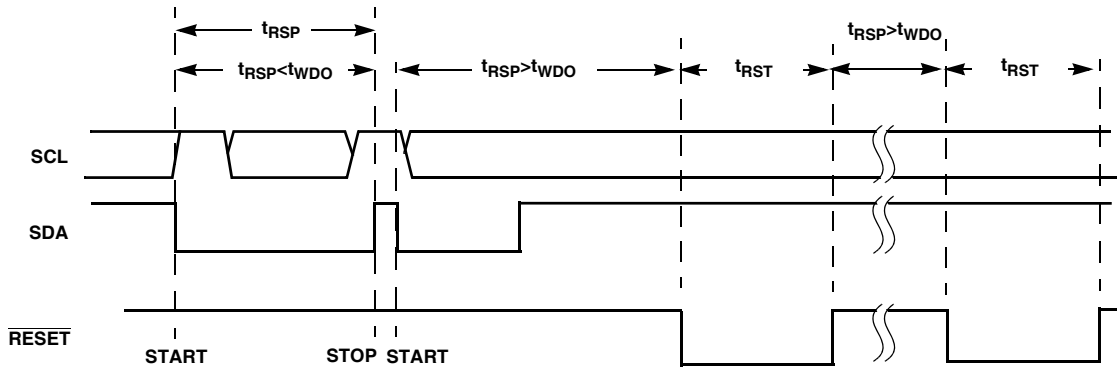 tRSP
tRSP<tWDO
tRSP>tWDO
tRST
tRSP>tWDO
tRST
SCL
SDA
RESET
START
STOP
START